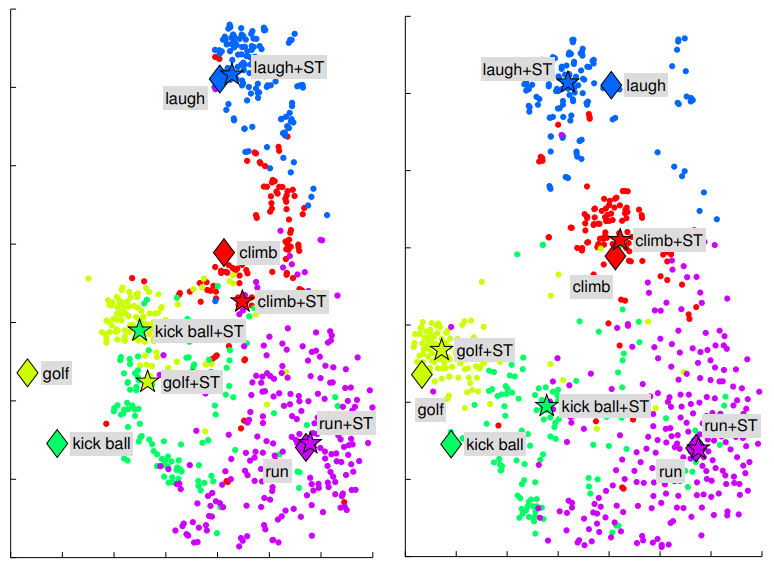 laugh+ST
laugh
climb
climb+ST
kick ball+ST
golf
golf+ST
run+ST
kick ball
run
laugh+ST
laugh
climb+ST
climb
golf+ST
golf
kick ball+ST
run+ST
kick ball
run